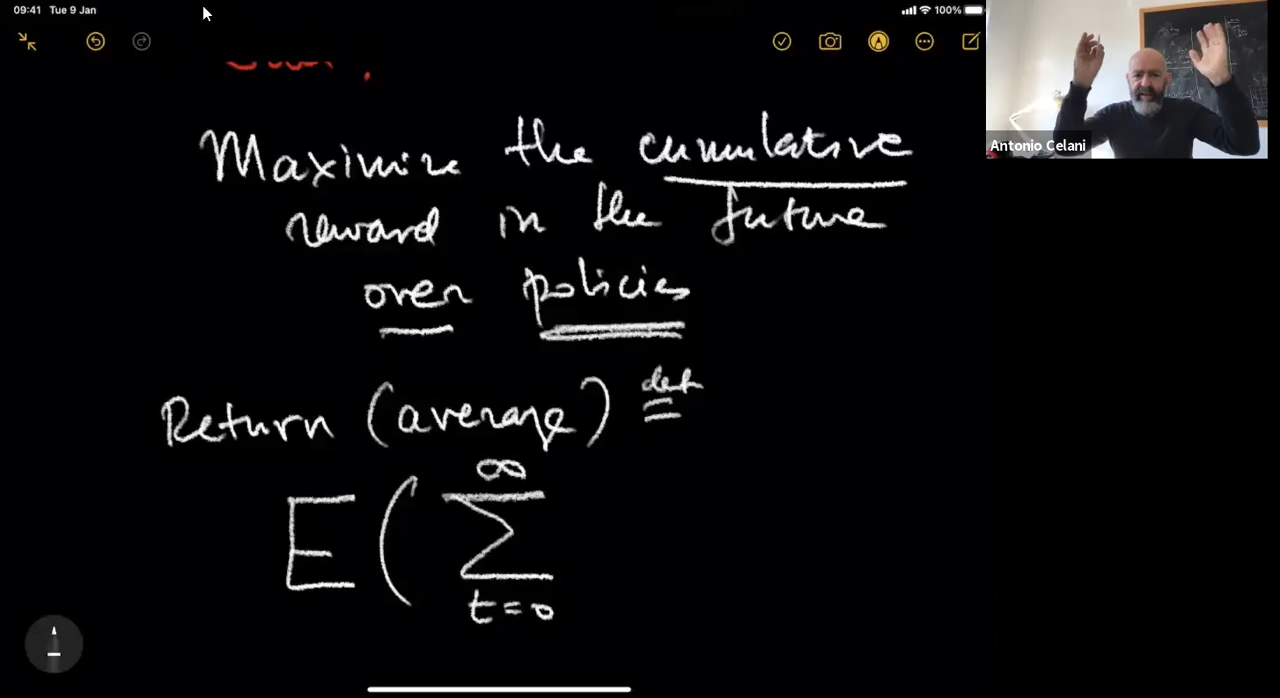 09:41 Tue 9 Jan
100%
Maximize the cumulative
reward in the future
over policies
Return (average) def
=
∞
E ( Σ
t = 0
Antonio Celani